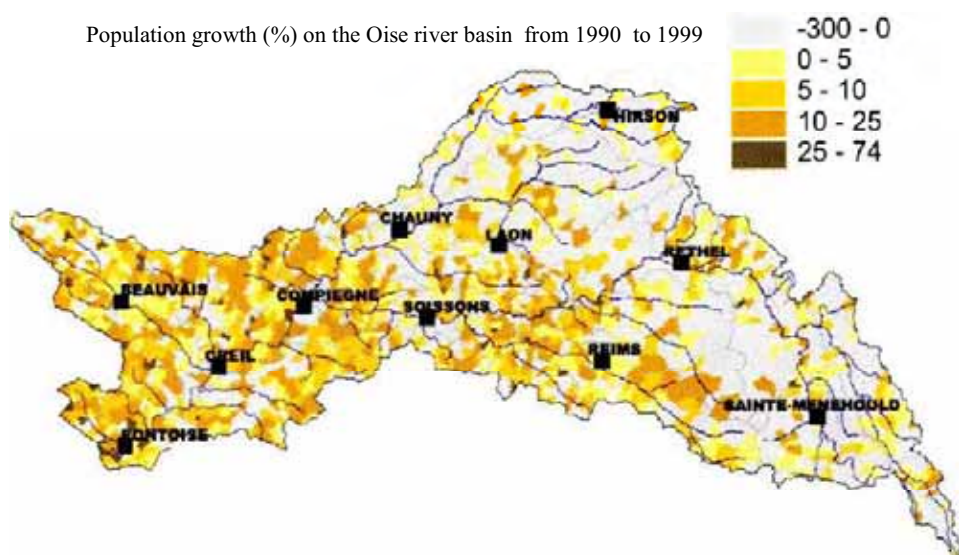 Population growth (%) on the Oise river basin from 1990 to 1999
-300 - 0
0 - 5
5 - 10
10 - 25
25 - 74
HIRSON
CHAUNY
LAON
RETHEL
BEAUVAIS
COMPIEGNE
SOISSONS
CREIL
REIMS
SAINTE-MENEHOULD
PONTOISE